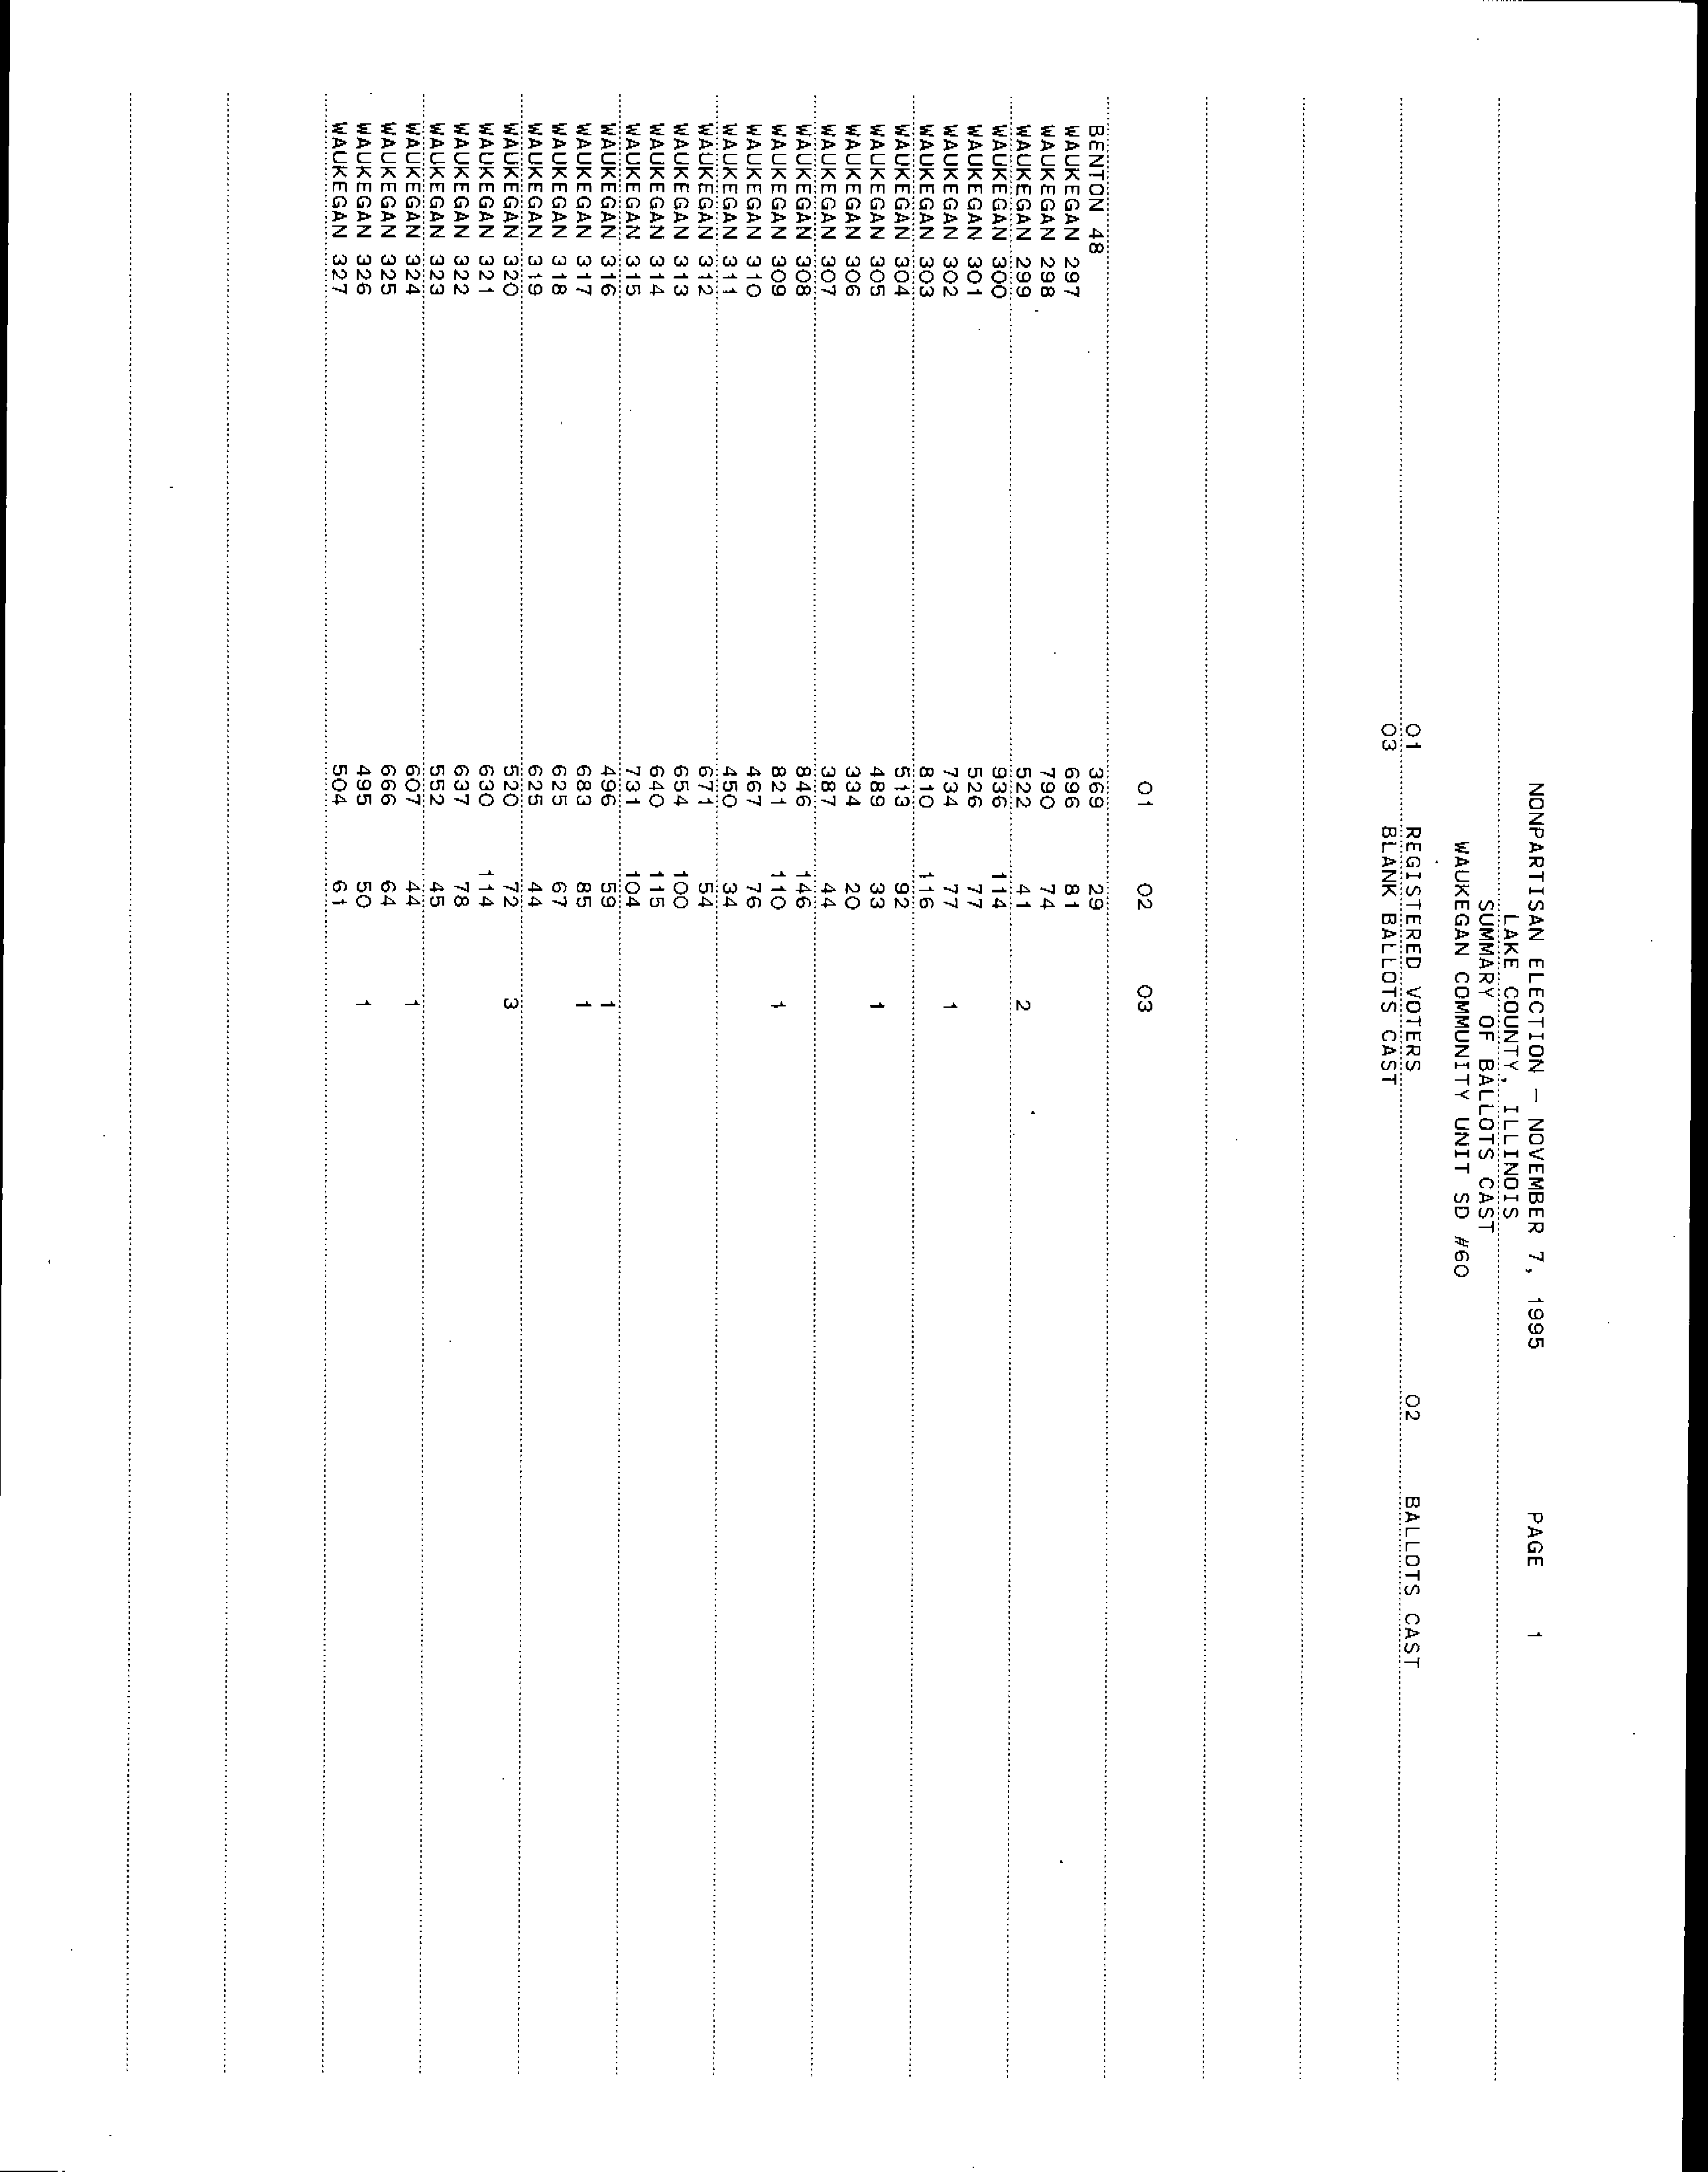 NONPARTISAN ELECTION - NOVEMBER 7, 1995 PAGE 1
LAKE COUNTY, ILLINOIS
SUMMARY OF BALLOTS CAST
WAUKEGAN COMMUNITY UNIT SD #60
01 REGISTERED VOTERS 02 BALLOTS CAST
03 BLANK BALLOTS CAST
01 02 03
BENTON 48 369 29
WAUKEGAN 297 696 81
WAUKEGAN 298 790 74
WAUKEGAN 299 522 41 2
WAUKEGAN 300 936 114
WAUKEGAN 301 526 77
WAUKEGAN 302 734 77 1
WAUKEGAN 303 810 116
WAUKEGAN 304 513 92
WAUKEGAN 305 489 33 1
WAUKEGAN 306 334 20
WAUKEGAN 307 387 44
WAUKEGAN 308 846 146
WAUKEGAN 309 821 110 1
WAUKEGAN 310 467 76
WAUKEGAN 311 450 34
WAUKEGAN 312 671 54
WAUKEGAN 313 654 100
WAUKEGAN 314 640 115
WAUKEGAN 315 731 104
WAUKEGAN 316 496 59 1
WAUKEGAN 317 683 85 1
WAUKEGAN 318 625 67
WAUKEGAN 319 625 44
WAUKEGAN 320 520 72 3
WAUKEGAN 321 630 114
WAUKEGAN 322 637 78
WAUKEGAN 323 552 45
WAUKEGAN 324 607 44 1
WAUKEGAN 325 666 64
WAUKEGAN 326 495 50 1
WAUKEGAN 327 504 61